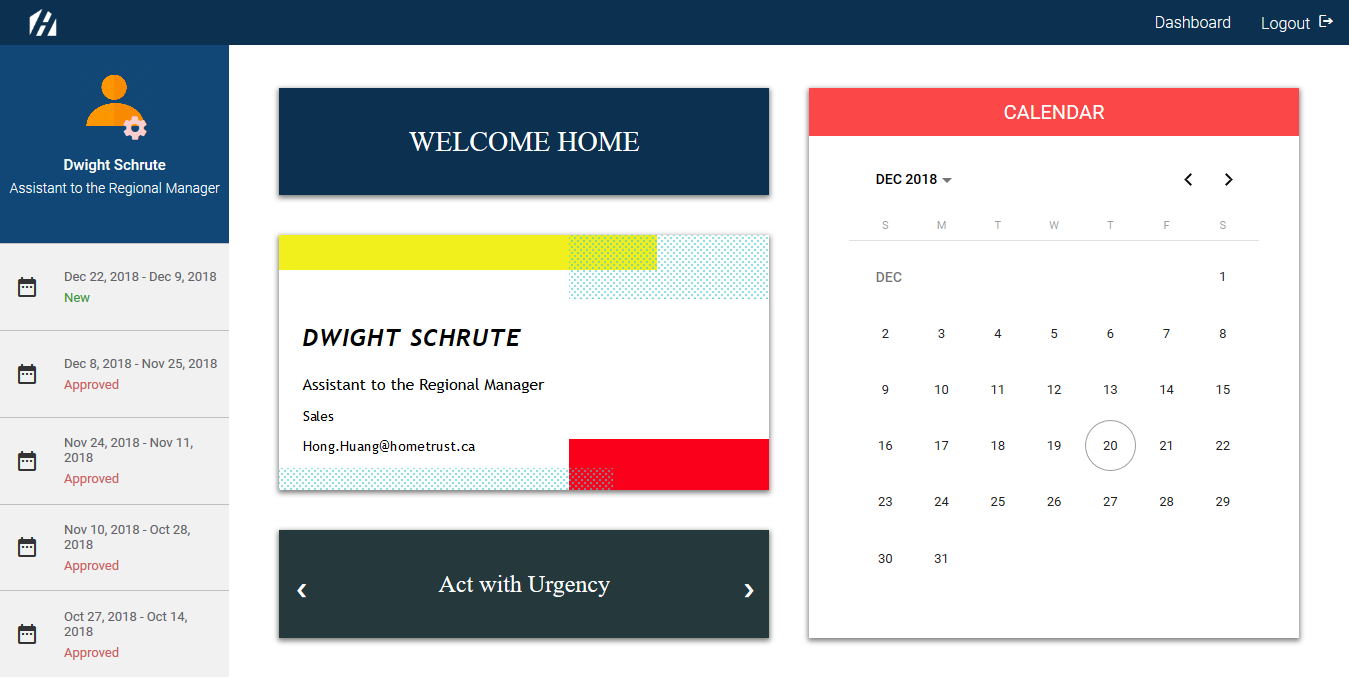 Dashboard
Logout
Dwight Schrute
Assistant to the Regional Manager
Dec 22, 2018 - Dec 9, 2018
New
Dec 8, 2018 - Nov 25, 2018
Approved
Nov 24, 2018 - Nov 11,
2018
Approved
Nov 10, 2018 - Oct 28,
2018
Approved
Oct 27, 2018 - Oct 14,
2018
Approved
WELCOME HOME
DWIGHT SCHRUTE
Assistant to the Regional Manager
Sales
Hong.Huang@hometrust.ca
Act with Urgency
CALENDAR
DEC 2018
S M T W T F S
DEC 1
2 3 4 5 6 7 8
9 10 11 12 13 14 15
16 17 18 19 20 21 22
23 24 25 26 27 28 29
30 31